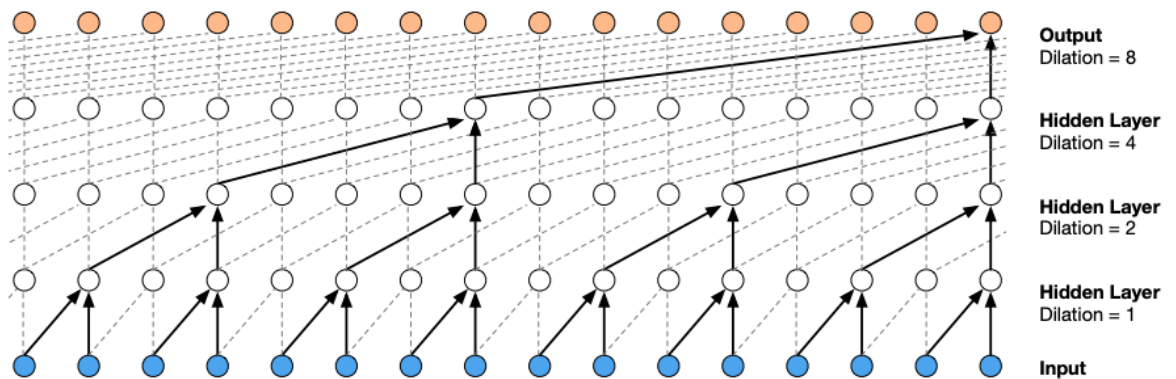 Output
Dilation = 8
Hidden Layer
Dilation = 4
Hidden Layer
Dilation = 2
Hidden Layer
Dilation = 1
Input